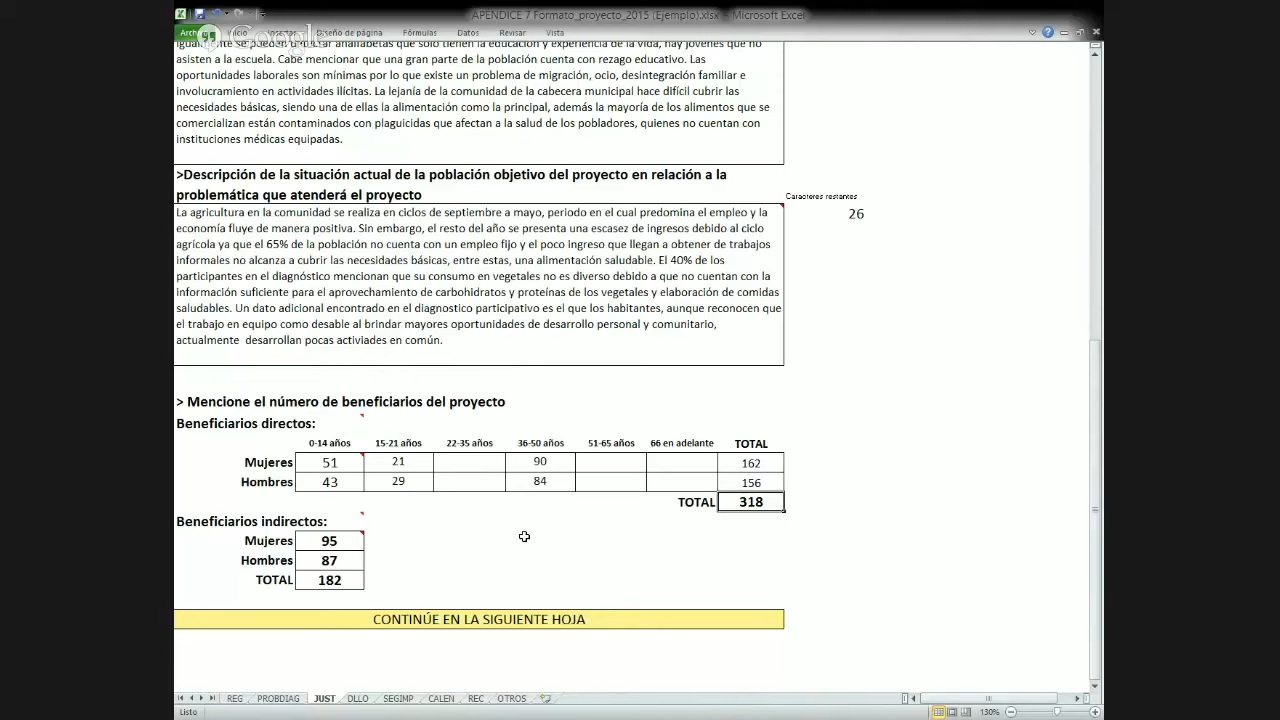 APENDICE 7 Formato_proyecto_2015 (Ejemplo).xlsx - Microsoft Excel
Google
Archivo Inicio Insertar Diseño de página Fórmulas Datos Revisar Vista
analfabetas que solo tienen la educación y experiencia de la vida, hay jóvenes que no
asisten a la escuela. Cabe mencionar que una gran parte de la población cuenta con rezago educativo. Las
oportunidades laborales son mínimas por lo que existe un problema de migración, ocio, desintegración familiar e
involucramiento en actividades ilícitas. La lejanía de la comunidad de la cabecera municipal hace difícil cubrir las
necesidades básicas, siendo una de ellas la alimentación como la principal, además la mayoría de los alimentos que se
comercializan están contaminados con plaguicidas que afectan a la salud de los pobladores, quienes no cuentan con
instituciones médicas equipadas.
>Descripción de la situación actual de la población objetivo del proyecto en relación a la
problemática que atenderá el proyecto
Caracteres restantes
26
La agricultura en la comunidad se realiza en ciclos de septiembre a mayo, periodo en el cual predomina el empleo y la
economía fluye de manera positiva. Sin embargo, el resto del año se presenta una escasez de ingresos debido al ciclo
agrícola ya que el 65% de la población no cuenta con un empleo fijo y el poco ingreso que llegan a obtener de trabajos
informales no alcanza a cubrir las necesidades básicas, entre estas, una alimentación saludable. El 40% de los
participantes en el diagnóstico mencionan que su consumo en vegetales no es diverso debido a que no cuentan con la
información suficiente para el aprovechamiento de carbohidratos y proteínas de los vegetales y elaboración de comidas
saludables. Un dato adicional encontrado en el diagnostico participativo es el que los habitantes, aunque reconocen que
el trabajo en equipo como desable al brindar mayores oportunidades de desarrollo personal y comunitario,
actualmente desarrollan pocas activiades en común.
> Mencione el número de beneficiarios del proyecto
Beneficiarios directos:
0-14 años 15-21 años 22-35 años 36-50 años 51-65 años 66 en adelante TOTAL
Mujeres 51 21 90 162
Hombres 43 29 84 156
TOTAL 318
Beneficiarios indirectos:
Mujeres 95
Hombres 87
TOTAL 182
CONTINÚE EN LA SIGUIENTE HOJA
REG PROBDIAG JUST DLLO SEGIMP CALEN REC OTROS
Listo 130%